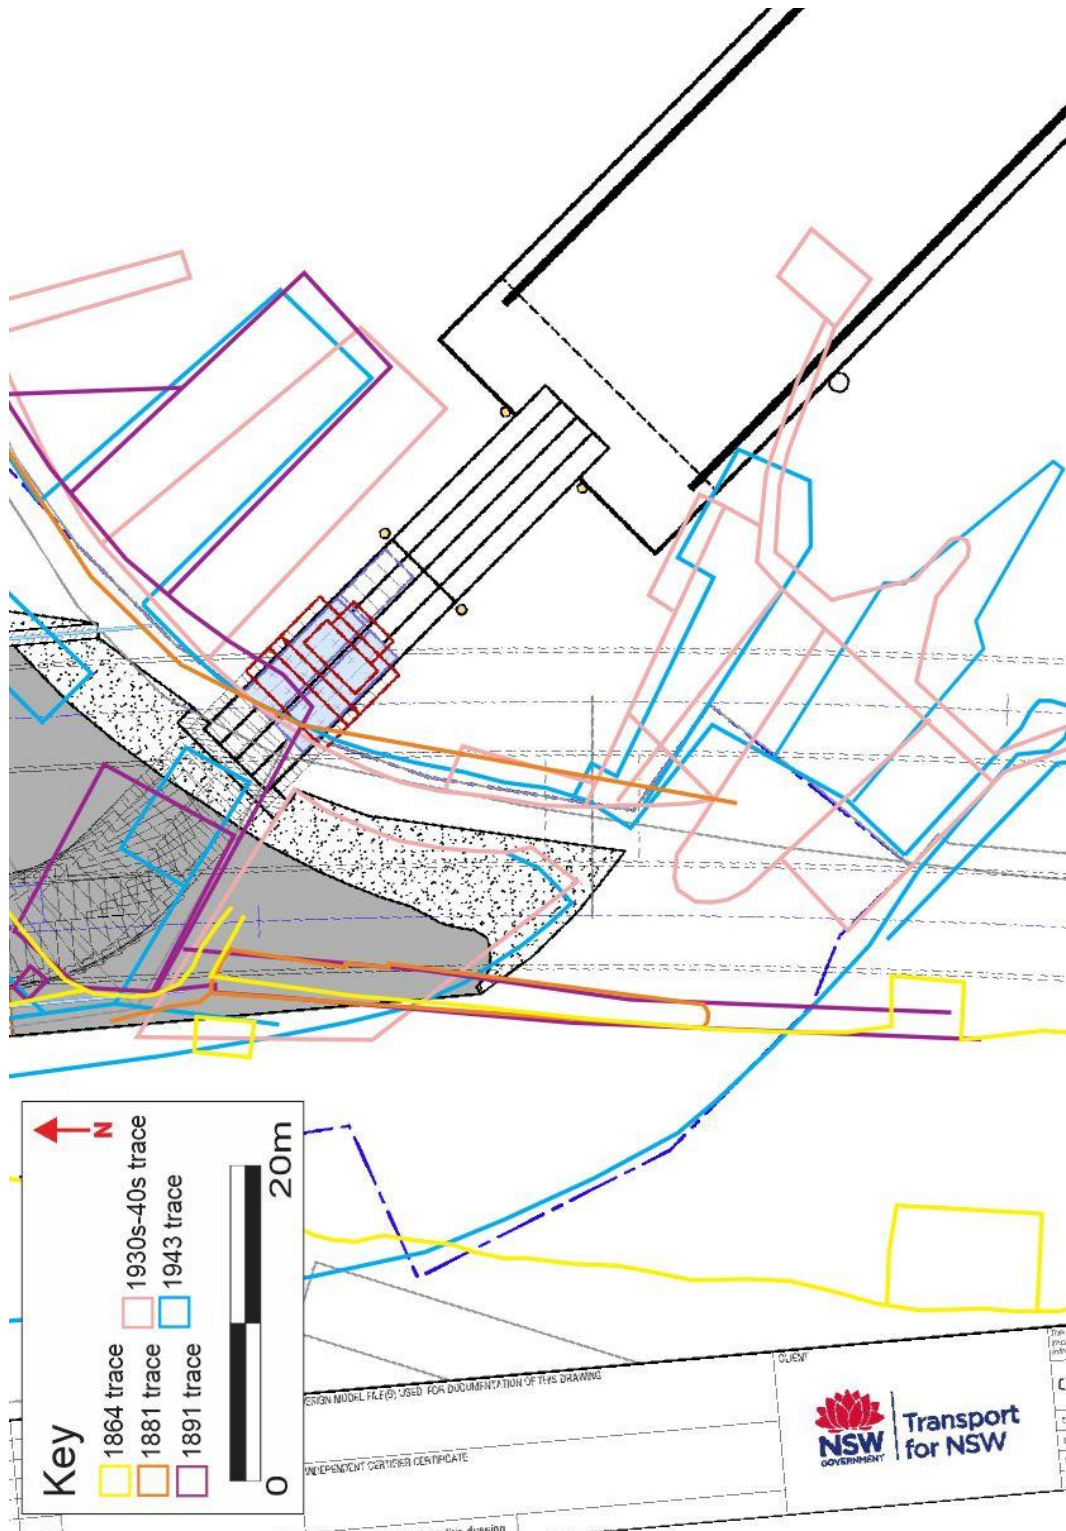 Key
1864 trace
1881 trace
1891 trace
1930s-40s trace
1943 trace
N
0
20m
MODEL FILE(S) USED FOR DOCUMENTATION OF THIS DRAWING
INDEPENDENT CERTIFIER CERTIFICATE
drawing
CLIENT
NSW
GOVERNMENT
Transport
for NSW